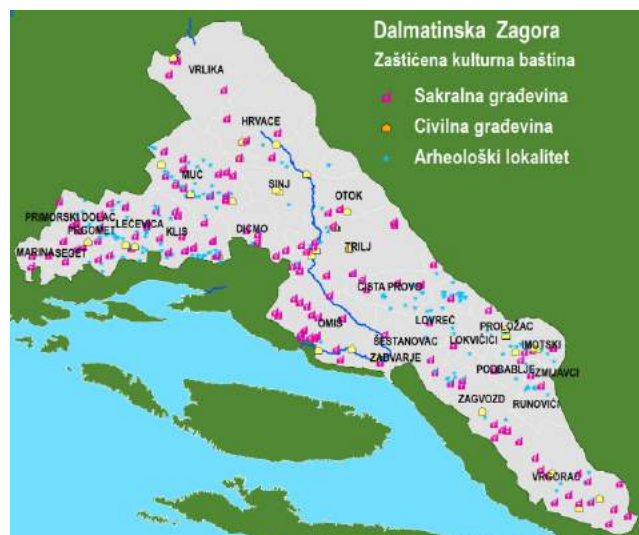 Dalmatinska Zagora
Zaštićena kulturna baština
Sakralna građevina
Civilna građevina
Arheološki lokalitet
VRLIKA
HRVACE
MUĆ
SINJ
OTOK
PRIMORSKI DOLAC
LEĆEVICA
PRGOMET
KLIS
DICMO
TRILJ
MARINA
SEGET
CISTA PROVO
OMIŠ
LOVREĆ
PROLOŽAC
ŠESTANOVAC
LOKVIČIĆI
IMOTSKI
ZADVARJE
PODBABLJE
ZMIJAVCI
ZAGVOZD
RUNOVIĆI
VRGORAC